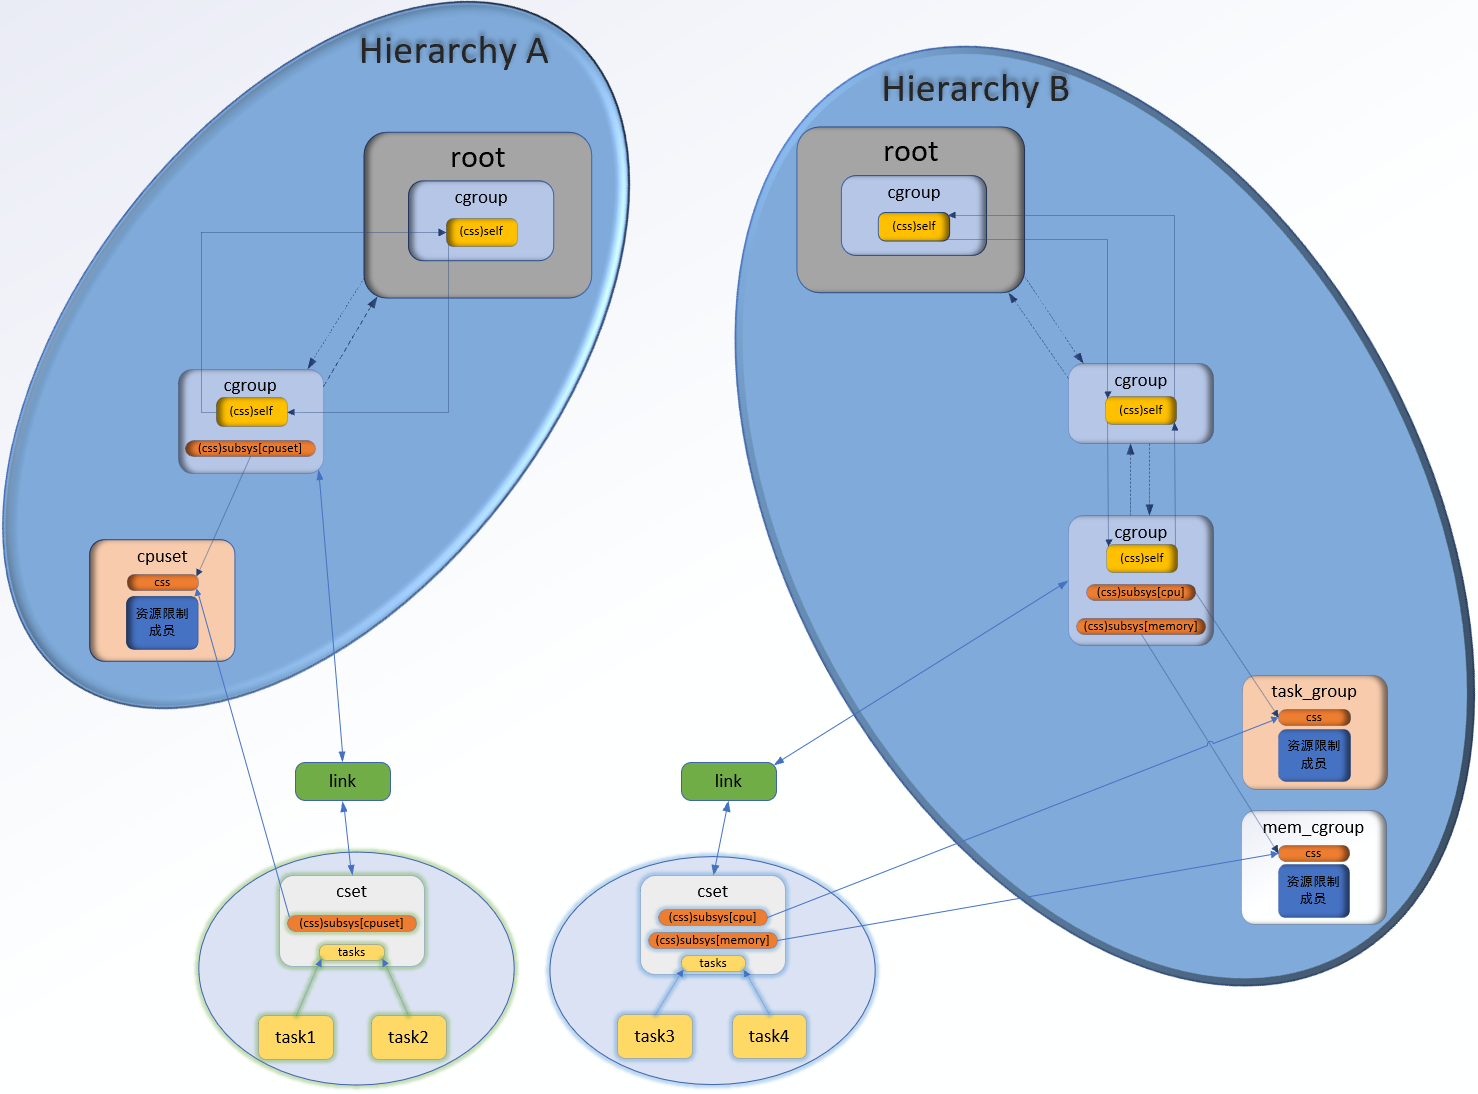 Hierarchy A
root
cgroup
(css)self
cgroup
(css)self
(css)subsys[cpuset]
cpuset
css
资源限制
成员
Hierarchy B
root
cgroup
(css)self
cgroup
(css)self
cgroup
(css)self
(css)subsys[cpu]
(css)subsys[memory]
task_group
css
资源限制
成员
mem_cgroup
css
资源限制
成员
link
cset
(css)subsys[cpuset]
tasks
task1
task2
link
cset
(css)subsys[cpu]
(css)subsys[memory]
tasks
task3
task4